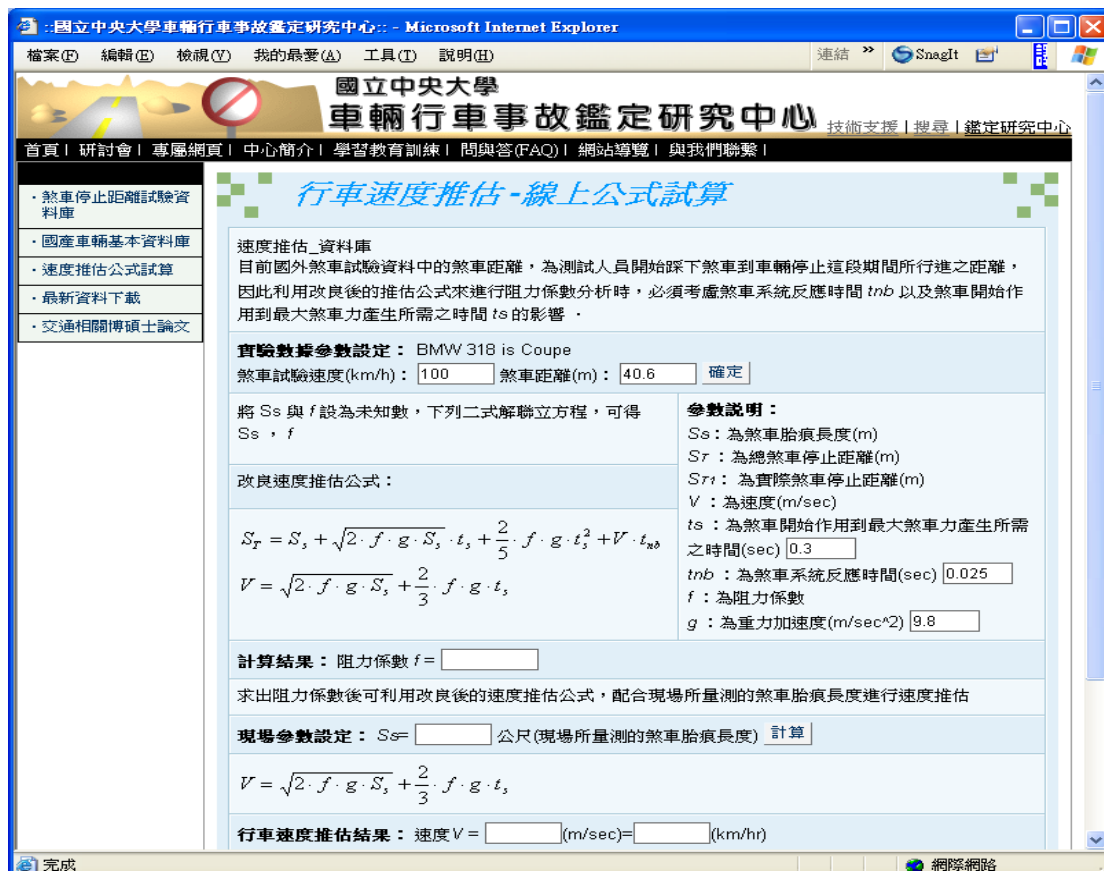 ::國立中央大學車輛行車事故鑑定研究中心:: - Microsoft Internet Explorer
檔案(F) 編輯(E) 檢視(V) 我的最愛(A) 工具(T) 說明(H) 連結 » SnagIt
國立中央大學
車輛行車事故鑑定研究中心
技術支援 | 搜尋 | 鑑定研究中心
首頁 | 研討會 | 專屬網頁 | 中心簡介 | 學習教育訓練 | 問與答(FAQ) | 網站導覽 | 與我們聯繫 |
・煞車停止距離試驗資
料庫
・國產車輛基本資料庫
・速度推估公式試算
・最新資料下載
・交通相關博碩士論文
行車速度推估-線上公式試算
速度推估_資料庫
目前國外煞車試驗資料中的煞車距離，為測試人員開始踩下煞車到車輛停止這段期間所行進之距離，
因此利用改良後的推估公式來進行阻力係數分析時，必須考慮煞車系統反應時間 tnb 以及煞車開始作
用到最大煞車力產生所需之時間 ts 的影響 ．
實驗數據參數設定： BMW 318 is Coupe
煞車試驗速度(km/h)： 100 煞車距離(m)： 40.6 確定
將 Ss 與 f 設為未知數，下列二式解聯立方程，可得
Ss ， f
改良速度推估公式：
S_T = S_s + √(2·f·g·S_s)·t_s + 2/5·f·g·t_s² + V·t_nb
V = √(2·f·g·S_s) + 2/3·f·g·t_s
參數說明：
Ss：為煞車胎痕長度(m)
ST：為總煞車停止距離(m)
ST1：為實際煞車停止距離(m)
V：為速度(m/sec)
ts：為煞車開始作用到最大煞車力產生所需
之時間(sec) 0.3
tnb：為煞車系統反應時間(sec) 0.025
f：為阻力係數
g：為重力加速度(m/sec^2) 9.8
計算結果： 阻力係數 f =
求出阻力係數後可利用改良後的速度推估公式，配合現場所量測的煞車胎痕長度進行速度推估
現場參數設定： Ss= 公尺(現場所量測的煞車胎痕長度) 計算
V = √(2·f·g·S_s) + 2/3·f·g·t_s
行車速度推估結果： 速度 V = (m/sec)= (km/hr)
完成 網際網路